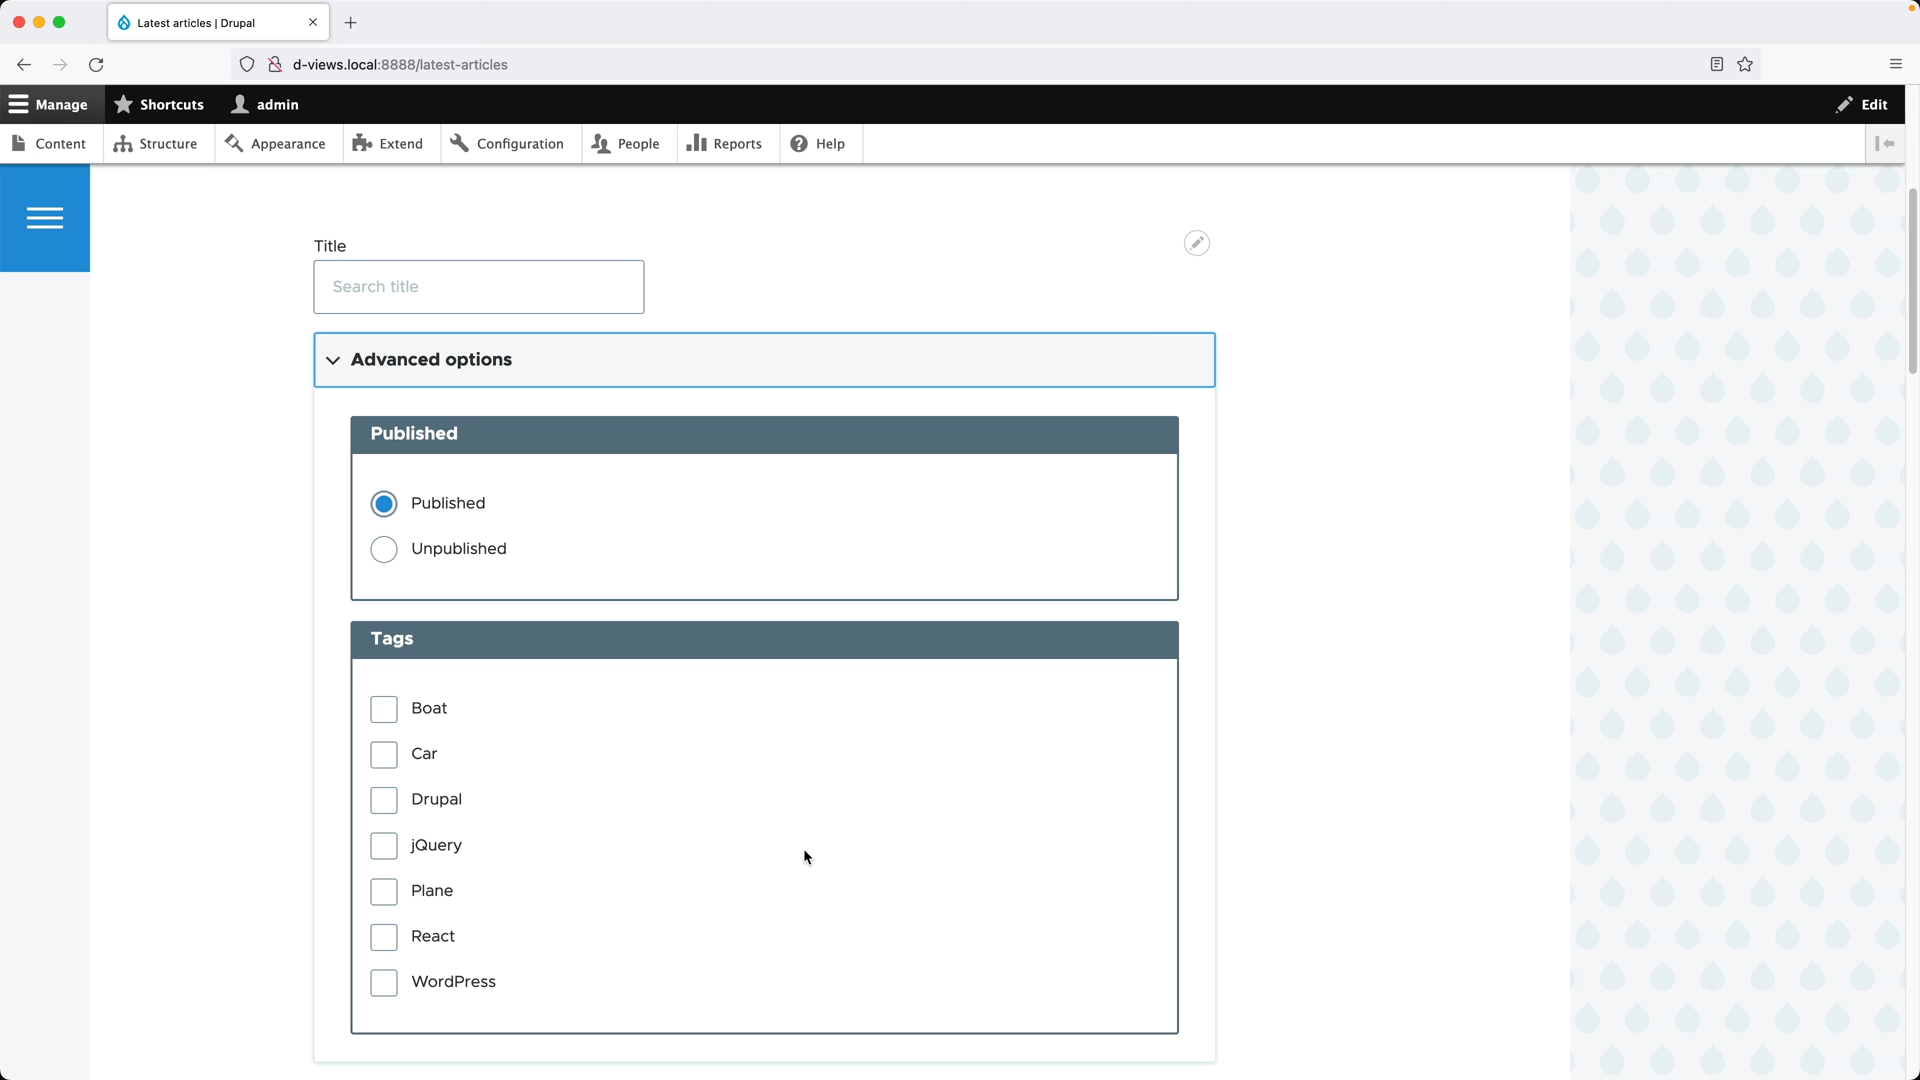 Latest articles | Drupal
d-views.local:8888/latest-articles
Manage Shortcuts admin Edit
Content Structure Appearance Extend Configuration People Reports Help
Title
Search title
Advanced options
Published
Published
Unpublished
Tags
Boat
Car
Drupal
jQuery
Plane
React
WordPress